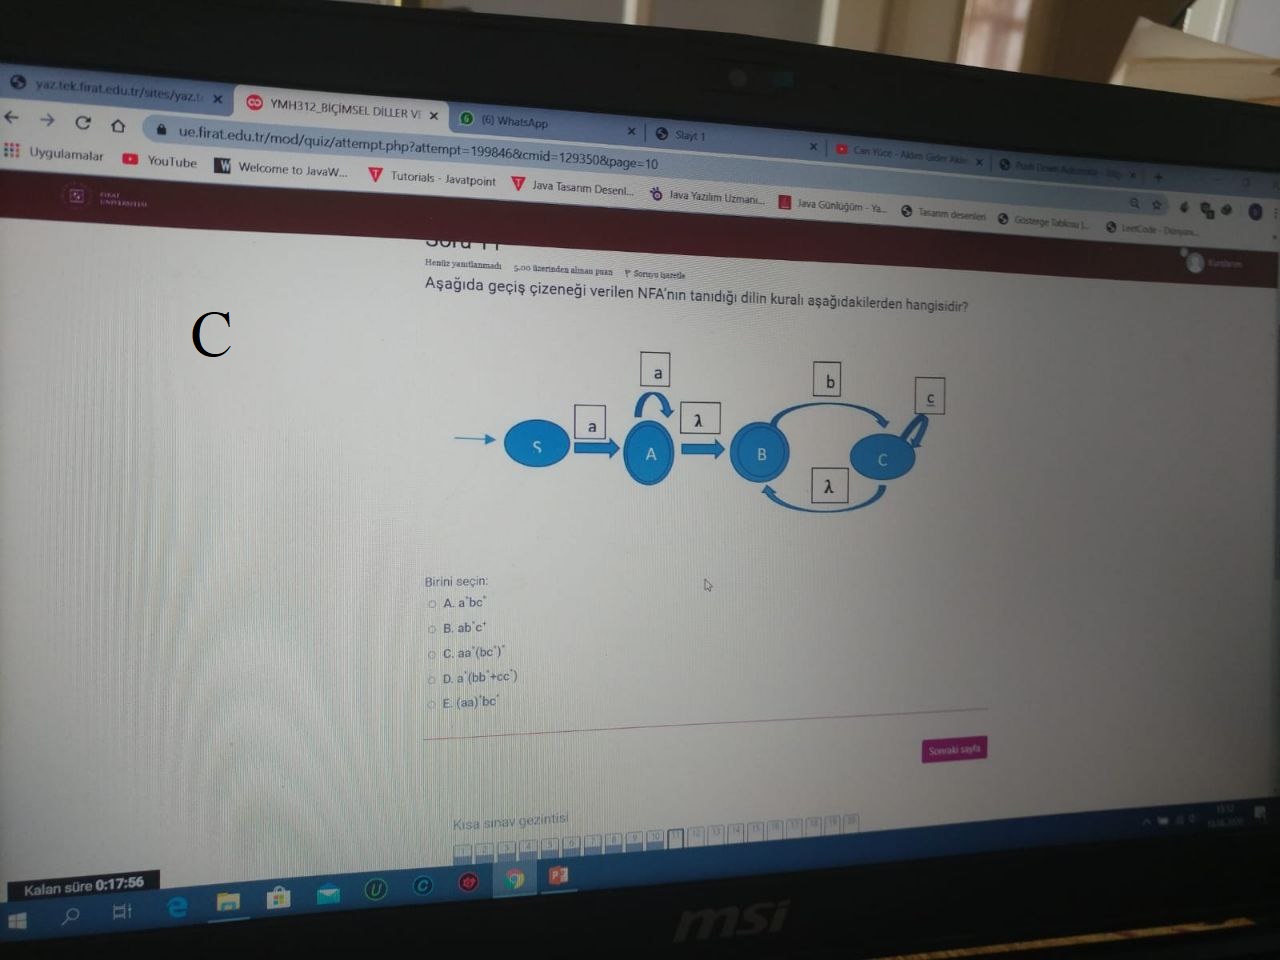 yaz.tek.firat.edu.tr/sites/yaz.t
YMH312_BİÇİMSEL DİLLER VE
(6) WhatsApp
Slayt 1
Can Yüce -
ue.firat.edu.tr/mod/quiz/attempt.php?attempt=199846&cmid=129350&page=10
Uygulamalar
YouTube
Welcome to JavaW...
Tutorials - Javatpoint
Java Tasarım Desenl...
Java Yazılım Uzmanı...
Java Günlüğüm - Ya...
Tasarım desenleri
Gösterge Tablosu |...
LeetCode - Dünyanı...
FIRAT
ÜNİVERSİTESİ
Soru 11
Henüz yanıtlanmadı
5,00 üzerinden alınan puan
Soruyu işaretle
Aşağıda geçiş çizeneği verilen NFA'nın tanıdığı dilin kuralı aşağıdakilerden hangisidir?
C
a
b
c
a
λ
S
A
B
C
λ
Birini seçin:
A. a*bc*
B. ab*c+
C. aa*(bc*)*
D. a*(bb*+cc*)
E. (aa)*bc*
Sonraki sayfa
Kısa sınav gezintisi
1 2 3 4 5 6 7 8 9 10 11 12 13 14 15 16 17 18 19 20
Kalan süre 0:17:56
msi